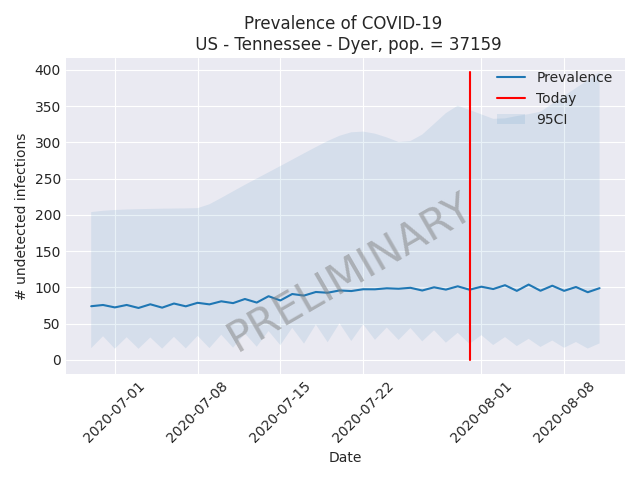 Prevalence of COVID-19
US - Tennessee - Dyer, pop. = 37159
400
350
300
250
200
150
100
50
0
# undetected infections
Prevalence
Today
95CI
PRELIMINARY
2020-07-01
2020-07-08
2020-07-15
2020-07-22
2020-08-01
2020-08-08
Date